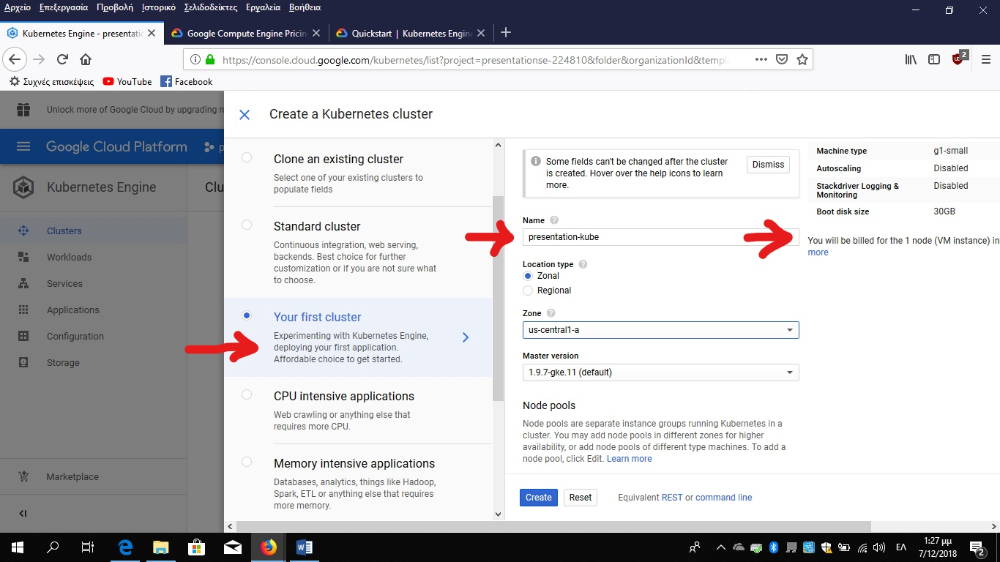 Αρχείο Επεξεργασία Προβολή Ιστορικό Σελιδοδείκτες Εργαλεία Βοήθεια
Kubernetes Engine - presentatio
Google Compute Engine Pricin
Quickstart | Kubernetes Engine
https://console.cloud.google.com/kubernetes/list?project=presentationse-224810&folder&organizationId&templ
2
Συχνές επισκέψεις YouTube Facebook
Unlock more of Google Cloud by upgrading
Google Cloud Platform
Kubernetes Engine
Clu
Clusters
Workloads
Services
Applications
Configuration
Storage
Marketplace
Create a Kubernetes cluster
Clone an existing cluster
Select one of your existing clusters to
populate fields
Standard cluster
Continuous integration, web serving,
backends. Best choice for further
customization or if you are not sure what
to choose.
Your first cluster
Experimenting with Kubernetes Engine,
deploying your first application.
Affordable choice to get started.
CPU intensive applications
Web crawling or anything else that
requires more CPU.
Memory intensive applications
Databases, analytics, things like Hadoop,
Spark, ETL or anything else that requires
more memory.
Some fields can't be changed after the cluster
is created. Hover over the help icons to learn
more.
Dismiss
Name
presentation-kube
Location type
Zonal
Regional
Zone
us-central1-a
Master version
1.9.7-gke.11 (default)
Node pools
Node pools are separate instance groups running Kubernetes in a
cluster. You may add node pools in different zones for higher
availability, or add node pools of different type machines. To add a
node pool, click Edit. Learn more
Create Reset Equivalent REST or command line
Machine type g1-small
Autoscaling Disabled
Stackdriver Logging & Disabled
Monitoring
Boot disk size 30GB
You will be billed for the 1 node (VM instance) in
more
ΕΛ
1:27 μμ
7/12/2018
2